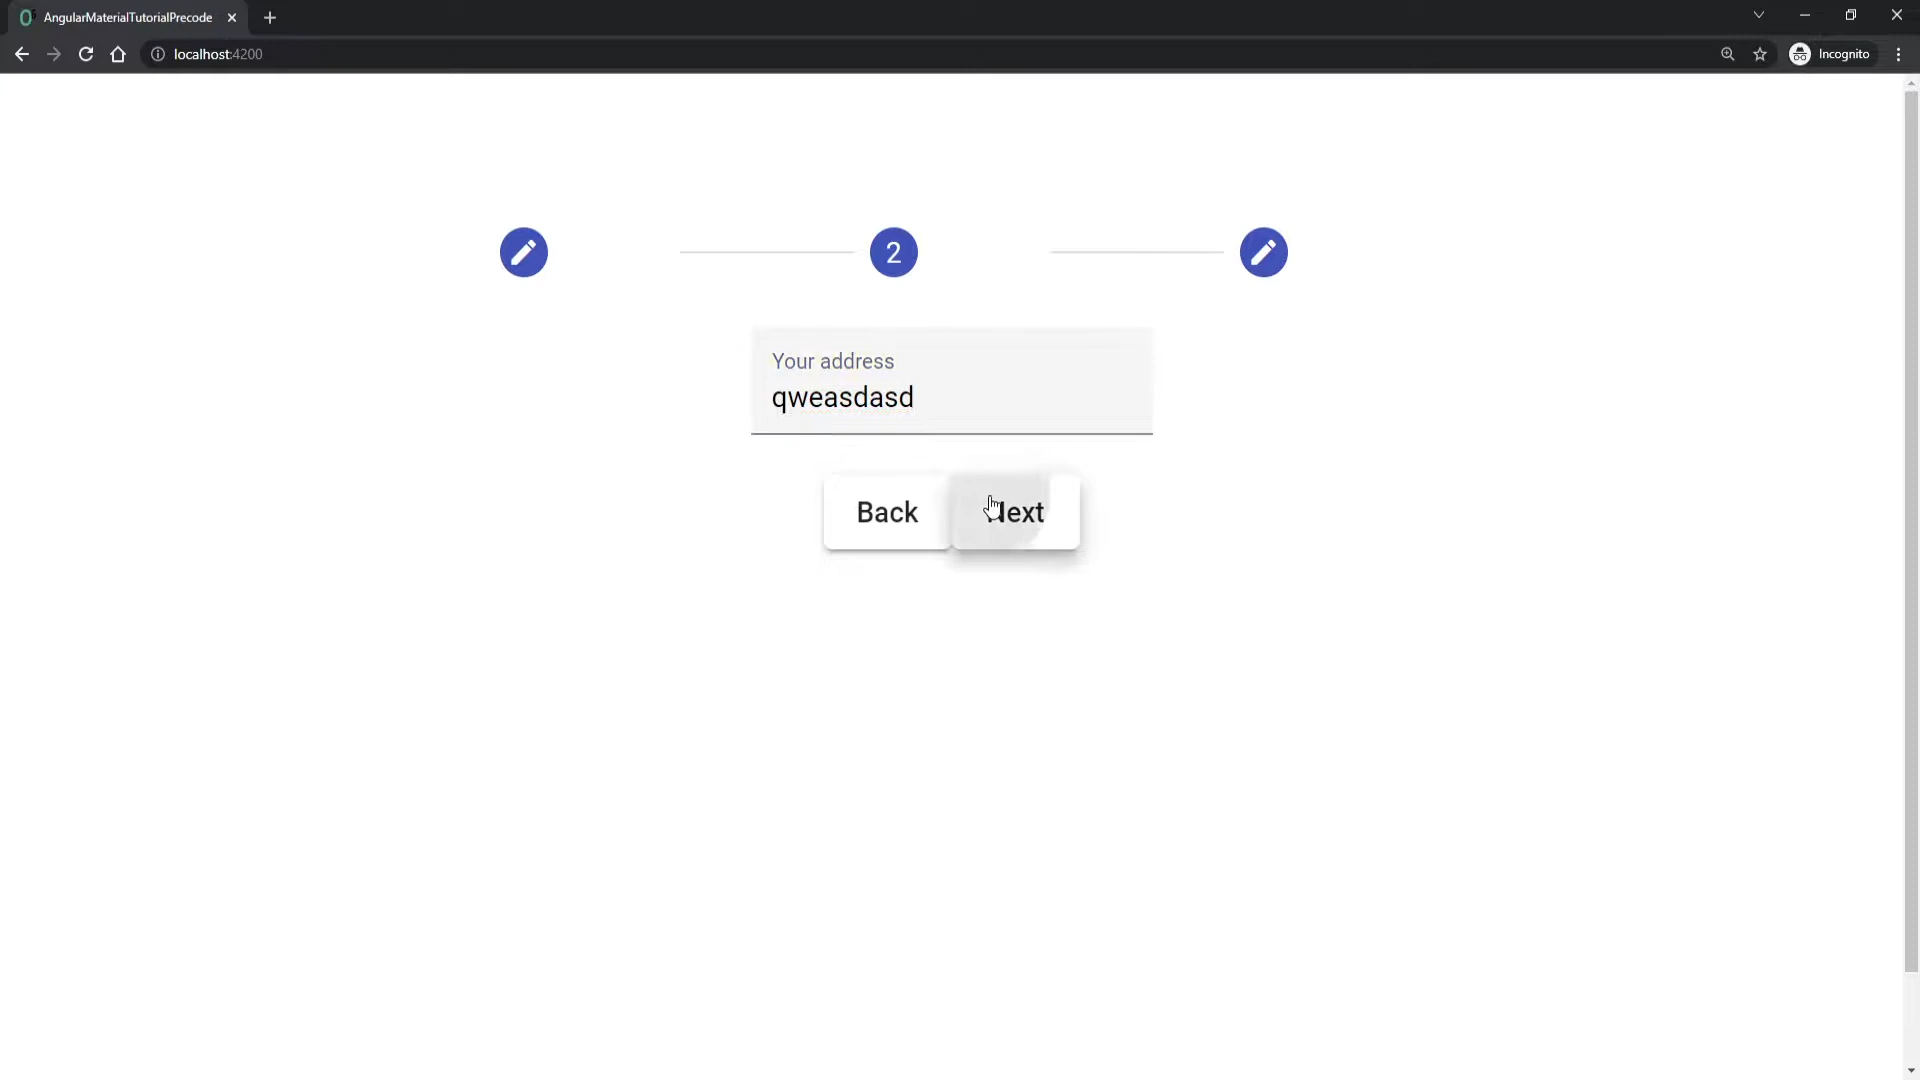 AngularMaterialTutorialPrecode
localhost:4200
Incognito
2
Your address
qweasdasd
Back
Next